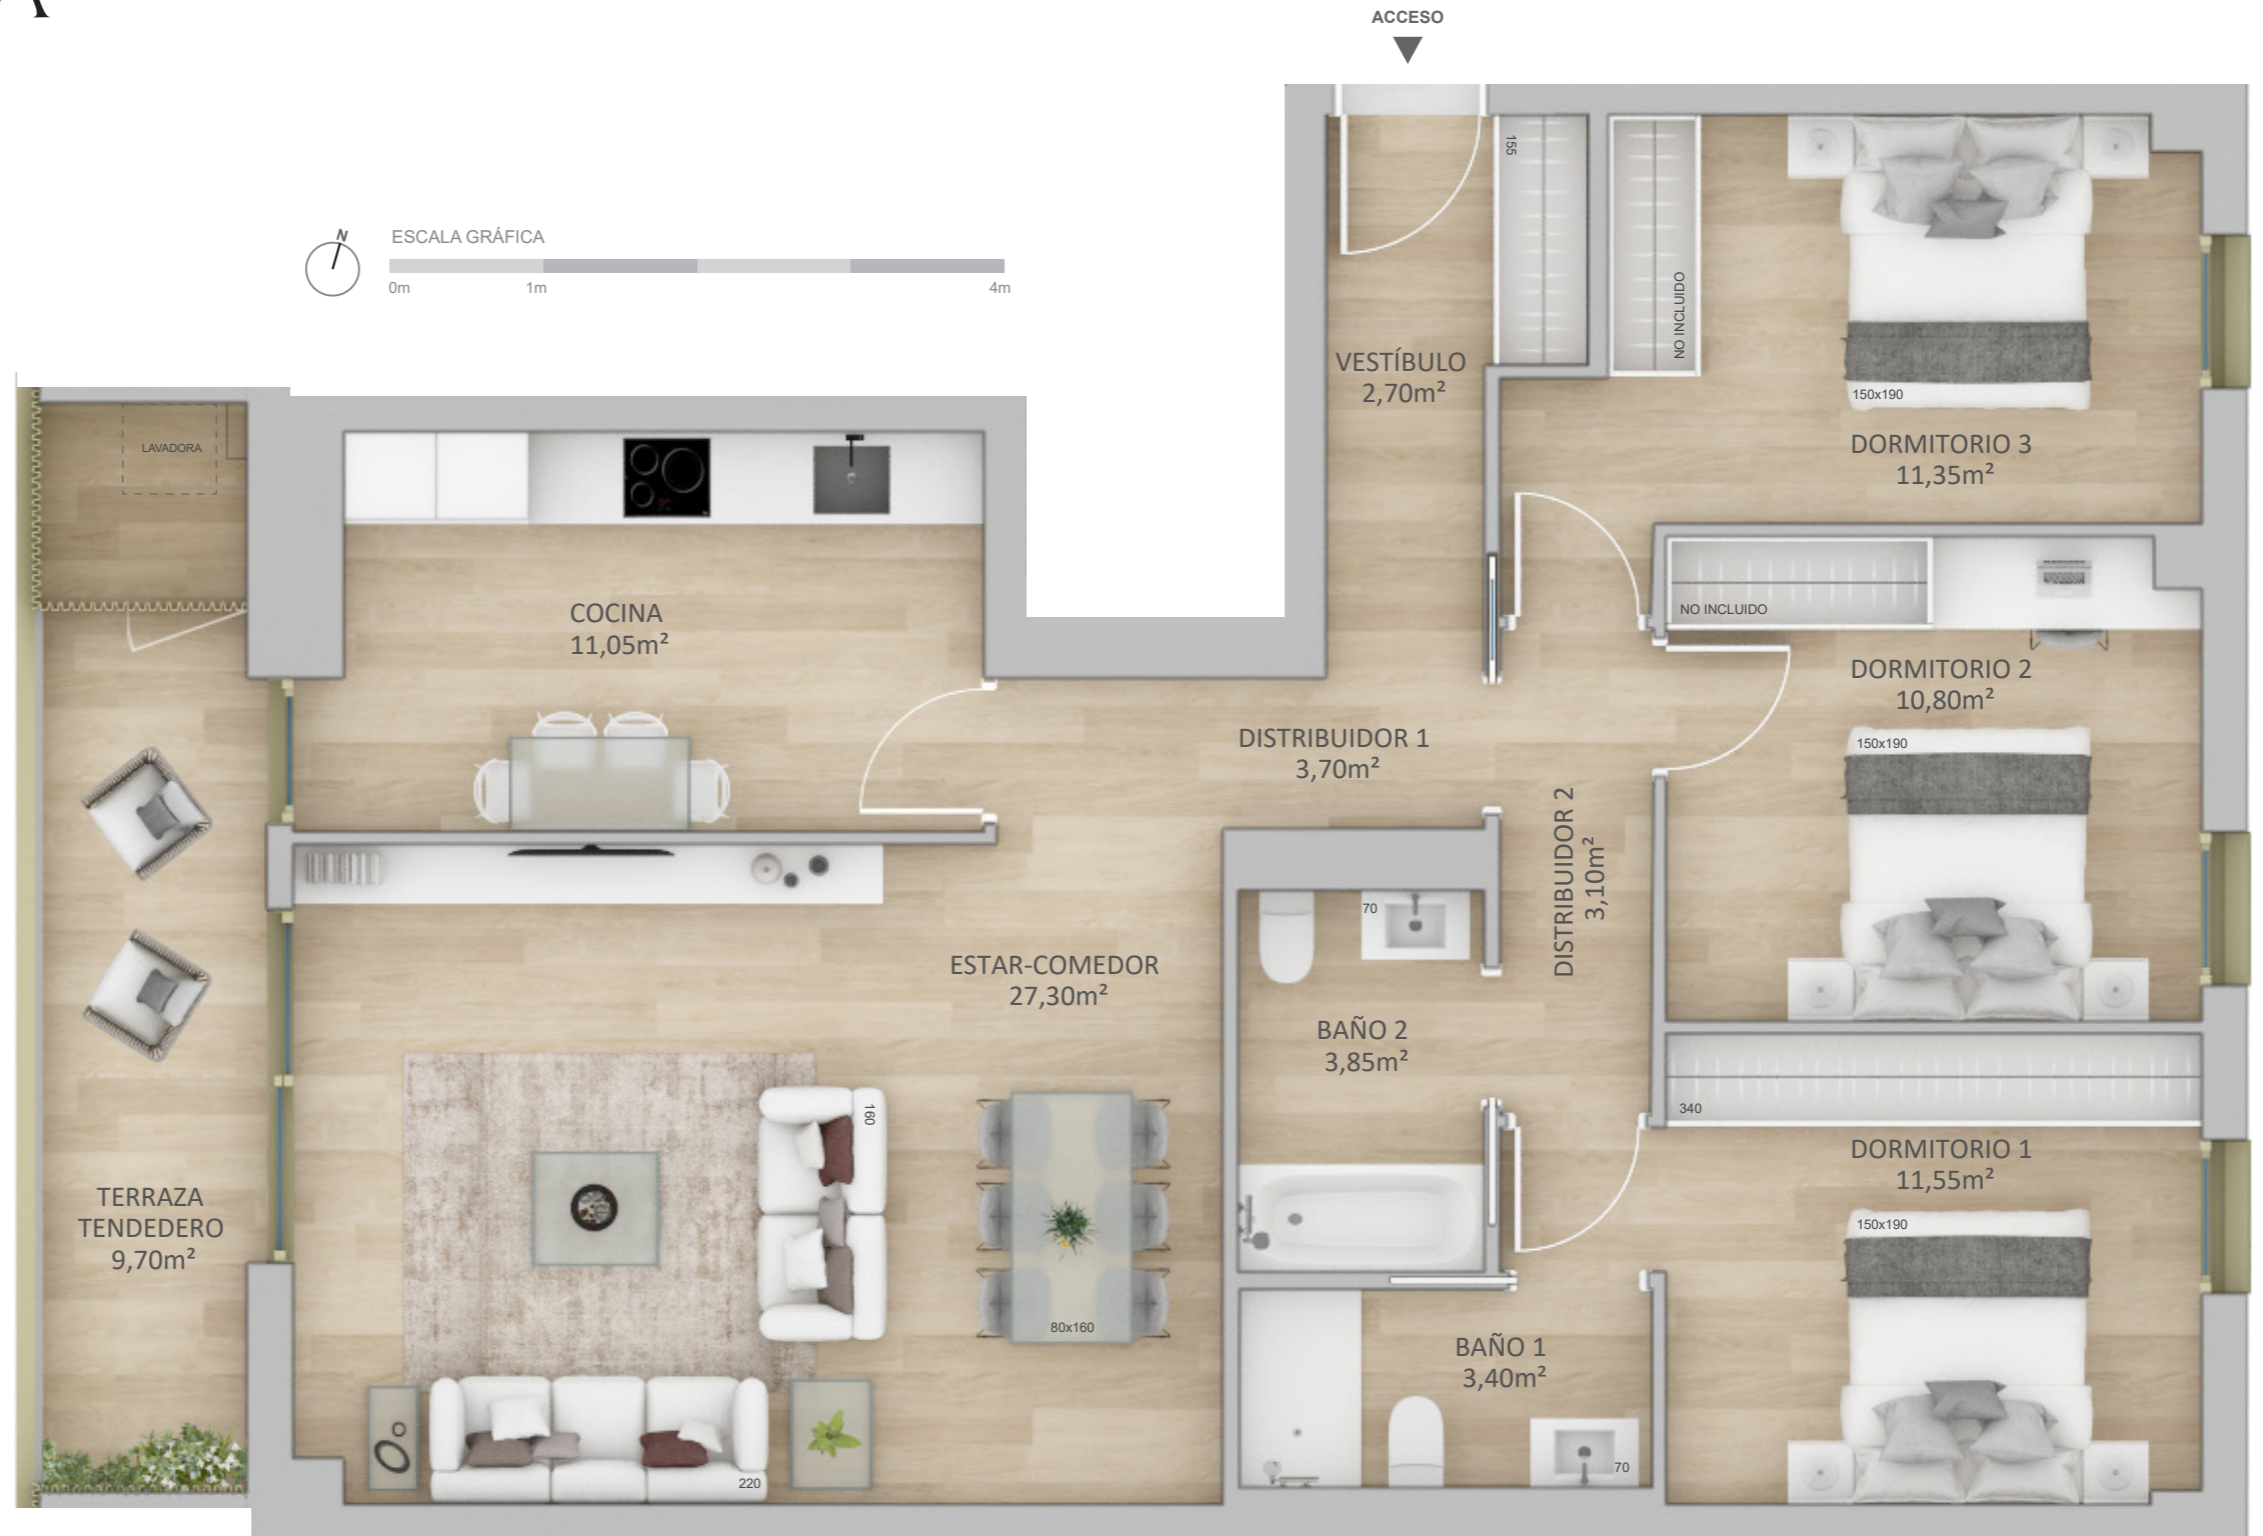 ACCESO
N
ESCALA GRÁFICA
0m 1m 4m
155
NO INCLUIDO
VESTÍBULO
2,70m²
150x190
DORMITORIO 3
11,35m²
LAVADORA
COCINA
11,05m²
NO INCLUIDO
DORMITORIO 2
10,80m²
150x190
DISTRIBUIDOR 1
3,70m²
DISTRIBUIDOR 2
3,10m²
70
ESTAR-COMEDOR
27,30m²
BAÑO 2
3,85m²
160
340
DORMITORIO 1
11,55m²
150x190
TERRAZA
TENDEDERO
9,70m²
80x160
BAÑO 1
3,40m²
70
220